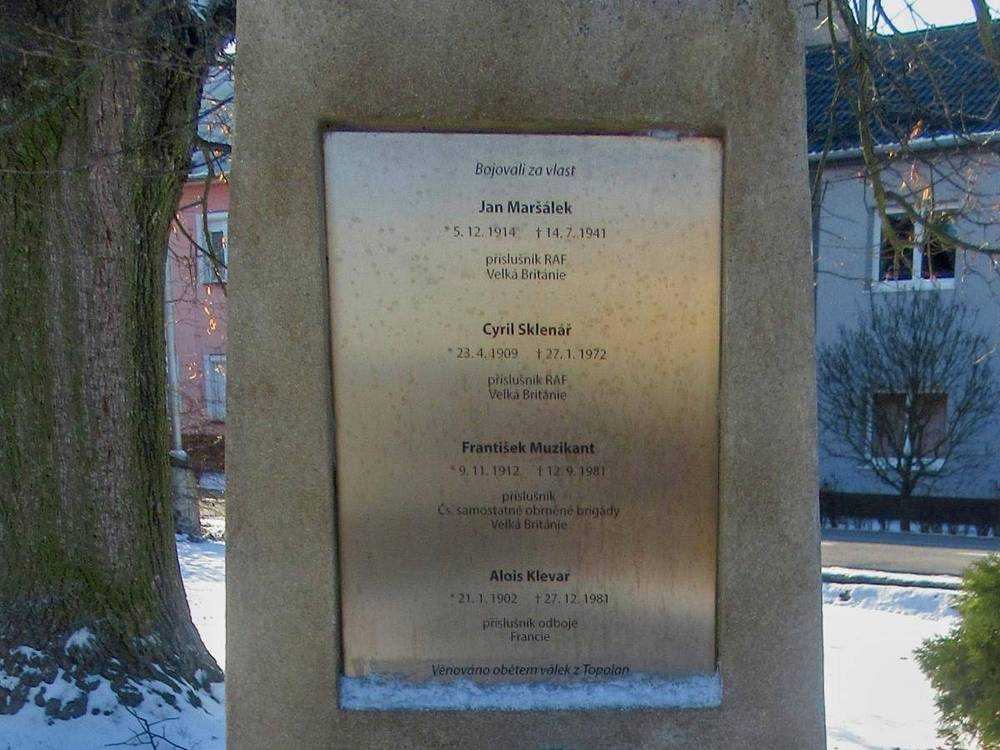 Bojovali za vlast
Jan Maršálek
* 5. 12. 1914 † 14. 7. 1941
příslušník RAF
Velká Británie
Cyril Sklenář
* 23. 4. 1909 † 27. 1. 1972
příslušník RAF
Velká Británie
František Muzikant
* 9. 11. 1912 † 12. 9. 1981
příslušník
Čs. samostatné obrněné brigády
Velká Británie
Alois Klevar
* 21. 1. 1902 † 27. 12. 1981
příslušník odboje
Francie
Věnováno obětem válek z Topolan